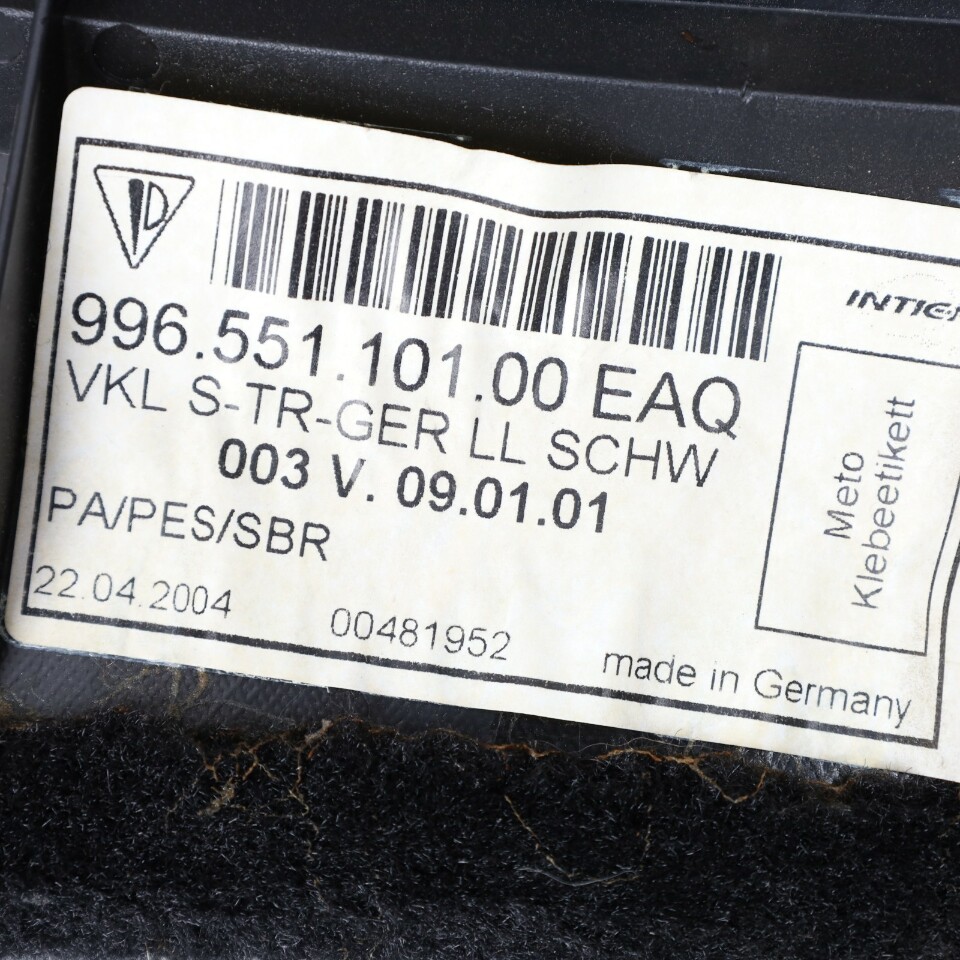 996.551.101.00 EAQ
VKL S-TR-GER LL SCHW
003 V. 09.01.01
PA/PES/SBR
22.04.2004
00481952
made in Germany
Meto
Klebeetikett